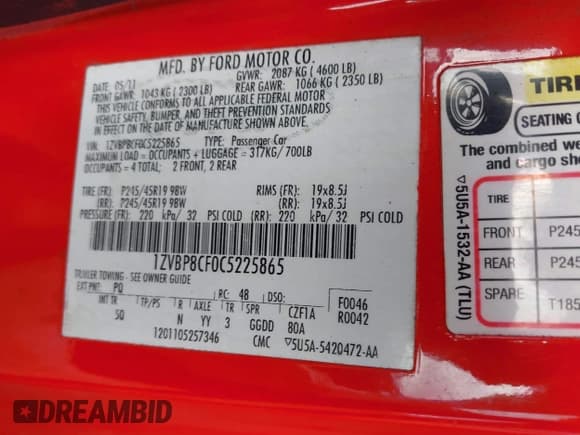 MFD. BY FORD MOTOR CO.
DATE: 05/11 GVWR: 2087 KG ( 4600 LB)
FRONT GAWR: 1043 KG ( 2300 LB) REAR GAWR: 1066 KG ( 2350 LB)
THIS VEHICLE CONFORMS TO ALL APPLICABLE FEDERAL MOTOR
VEHICLE SAFETY, BUMPER, AND THEFT PREVENTION STANDARDS
IN EFFECT ON THE DATE OF MANUFACTURE SHOWN ABOVE.
VIN: 1ZVBP8CF0C5225865 TYPE: Passenger Car
MAXIMUM LOAD = OCCUPANTS + LUGGAGE = 317KG/700LB
OCCUPANTS = 4 TOTAL; 2 FRONT, 2 REAR
TIRE (FR): P245/45R19 98W RIMS (FR): 19x8.5J
(RR): P245/45R19 98W (RR): 19x8.5J
PRESSURE (FR): 220 kPa/ 32 PSI COLD (RR): 220 kPa/ 32 PSI COLD
1ZVBP8CF0C5225865
TRAILER TOWING - SEE OWNER GUIDE
EXT PNT: PQ RC: 48 DSO: F0046
INT TR TP/PS R AXLE TR SPR CZF1A R0042
5Q N YY 3 GGDD 80A
1201105257346 CMC ▽5U5A-5420472-AA
TIRE
SEATING
The combined we
and cargo sho
TIRE
FRONT P245
REAR P245
SPARE T185
▽5U5A-1532-AA (TLU)
DREAMBID